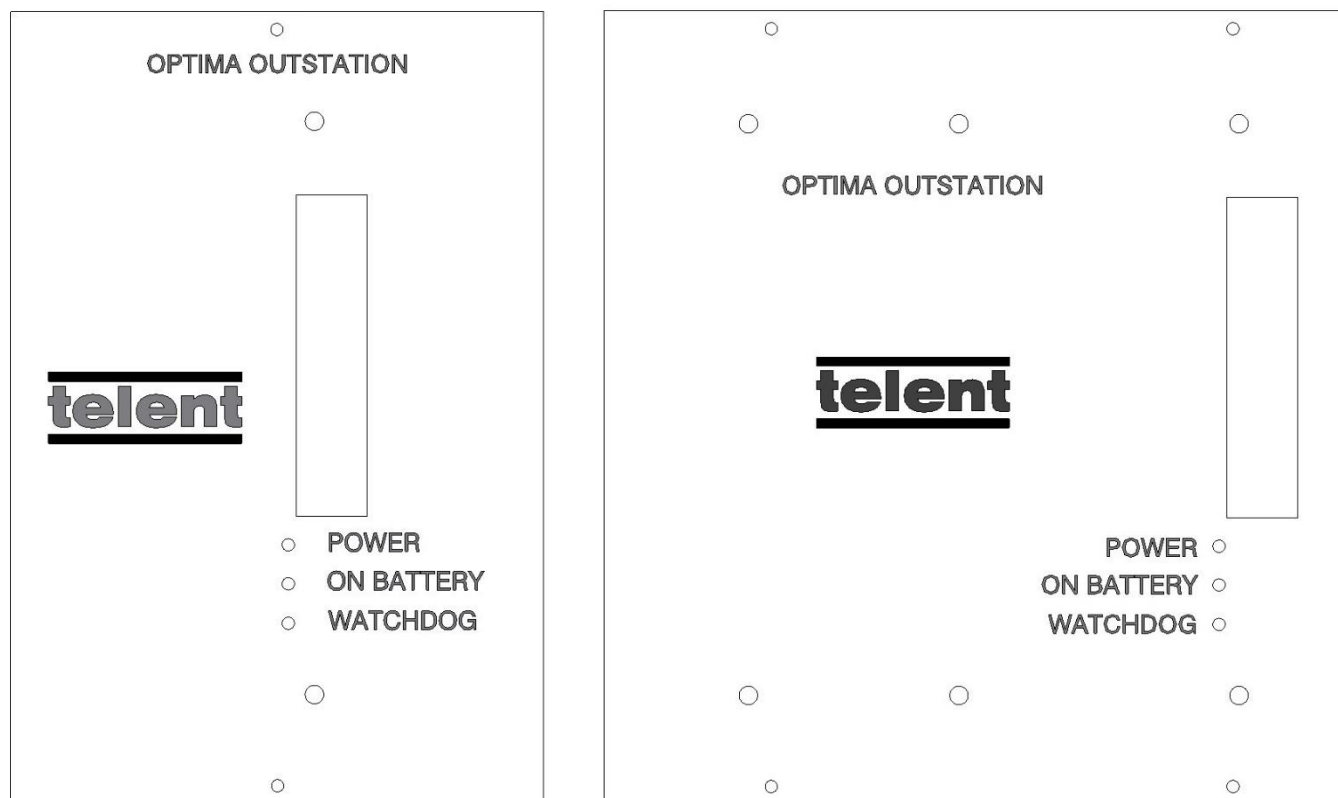 OPTIMA OUTSTATION
telent
POWER
ON BATTERY
WATCHDOG
OPTIMA OUTSTATION
telent
POWER
ON BATTERY
WATCHDOG